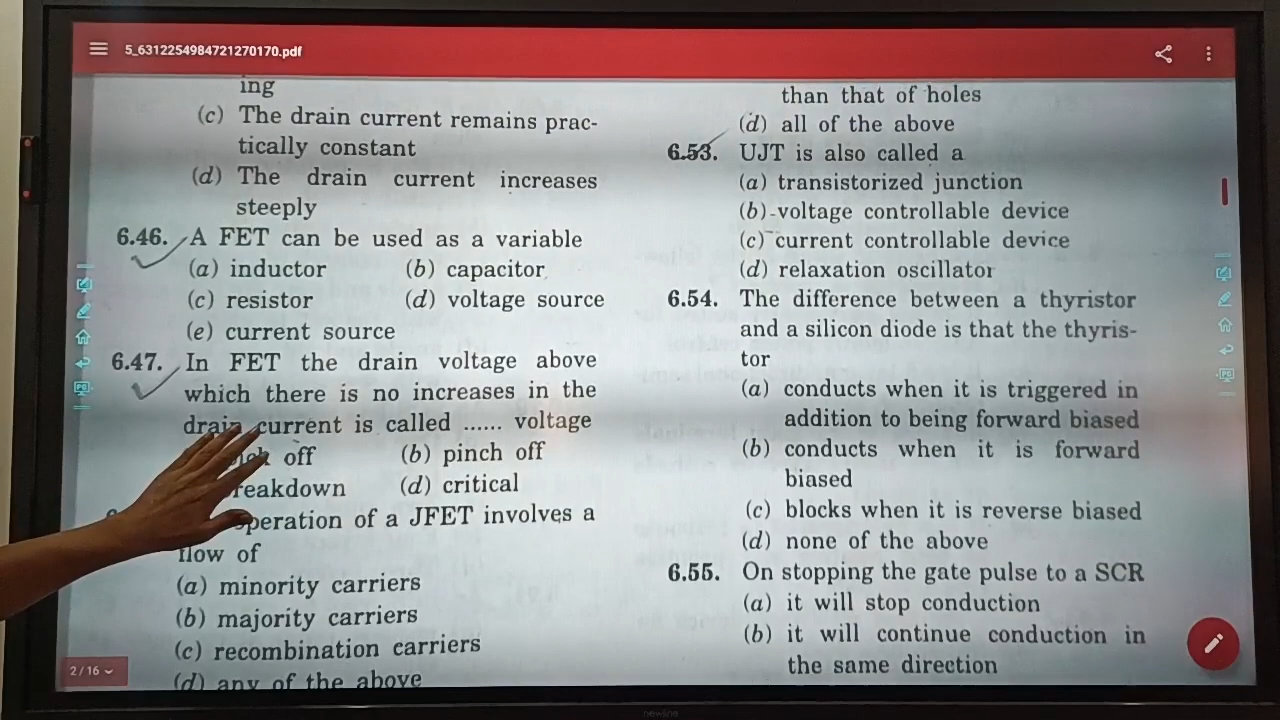 5_6312254984721270170.pdf
ing
(c) The drain current remains prac-
tically constant
(d) The drain current increases
steeply
6.46. A FET can be used as a variable
(a) inductor (b) capacitor
(c) resistor (d) voltage source
(e) current source
6.47. In FET the drain voltage above
which there is no increases in the
drain current is called ...... voltage
off (b) pinch off
reakdown (d) critical
peration of a JFET involves a
flow of
(a) minority carriers
(b) majority carriers
(c) recombination carriers
(d) any of the above
2 / 16
than that of holes
(d) all of the above
6.53. UJT is also called a
(a) transistorized junction
(b) voltage controllable device
(c) current controllable device
(d) relaxation oscillator
6.54. The difference between a thyristor
and a silicon diode is that the thyris-
tor
(a) conducts when it is triggered in
addition to being forward biased
(b) conducts when it is forward
biased
(c) blocks when it is reverse biased
(d) none of the above
6.55. On stopping the gate pulse to a SCR
(a) it will stop conduction
(b) it will continue conduction in
the same direction
newline